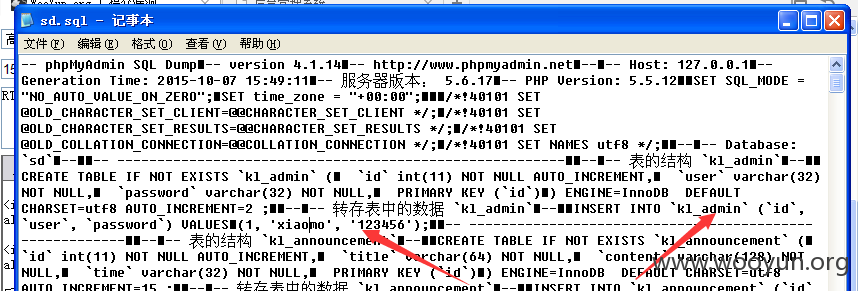 sd.sql - 记事本
文件(F) 编辑(E) 格式(O) 查看(V) 帮助(H)
-- phpMyAdmin SQL Dump■-- version 4.1.14■-- http://www.phpmyadmin.net■--■-- Host: 127.0.0.1■--
Generation Time: 2015-10-07 15:49:11■-- 服务器版本： 5.6.17■-- PHP Version: 5.5.12■■SET SQL_MODE =
"NO_AUTO_VALUE_ON_ZERO";■SET time_zone = "+00:00";■■■/*!40101 SET
@OLD_CHARACTER_SET_CLIENT=@@CHARACTER_SET_CLIENT */;■/*!40101 SET
@OLD_CHARACTER_SET_RESULTS=@@CHARACTER_SET_RESULTS */;■/*!40101 SET
@OLD_COLLATION_CONNECTION=@@COLLATION_CONNECTION */;■/*!40101 SET NAMES utf8 */;■■--■-- Database:
`sd`■--■■-- --------------------------------------------------------■■--■-- 表的结构 `kl_admin`■--■■
CREATE TABLE IF NOT EXISTS `kl_admin` (■  `id` int(11) NOT NULL AUTO_INCREMENT,■  `user` varchar(32)
NOT NULL,■  `password` varchar(32) NOT NULL,■  PRIMARY KEY (`id`)■) ENGINE=InnoDB  DEFAULT
CHARSET=utf8 AUTO_INCREMENT=2 ;■■--■-- 转存表中的数据 `kl_admin`■--■■INSERT INTO `kl_admin` (`id`,
`user`, `password`) VALUES■(1, 'xiaomo', '123456');■■-- ----------------------------------------
----------------■■--■-- 表的结构 `kl_announcement`■--■■CREATE TABLE IF NOT EXISTS `kl_announcement` (■
`id` int(11) NOT NULL AUTO_INCREMENT,■  `title` varchar(64) NOT NULL,■  `content` varchar(128) NOT
NULL,■  `time` varchar(32) NOT NULL,■  PRIMARY KEY (`id`)■) ENGINE=InnoDB  DEFAULT CHARSET=utf8
AUTO_INCREMENT=15 ;■■--■-- 转存表中的数据 `kl_announcement`■--■■INSERT INTO `kl_announcement` (`id`,
www.wooyun.org